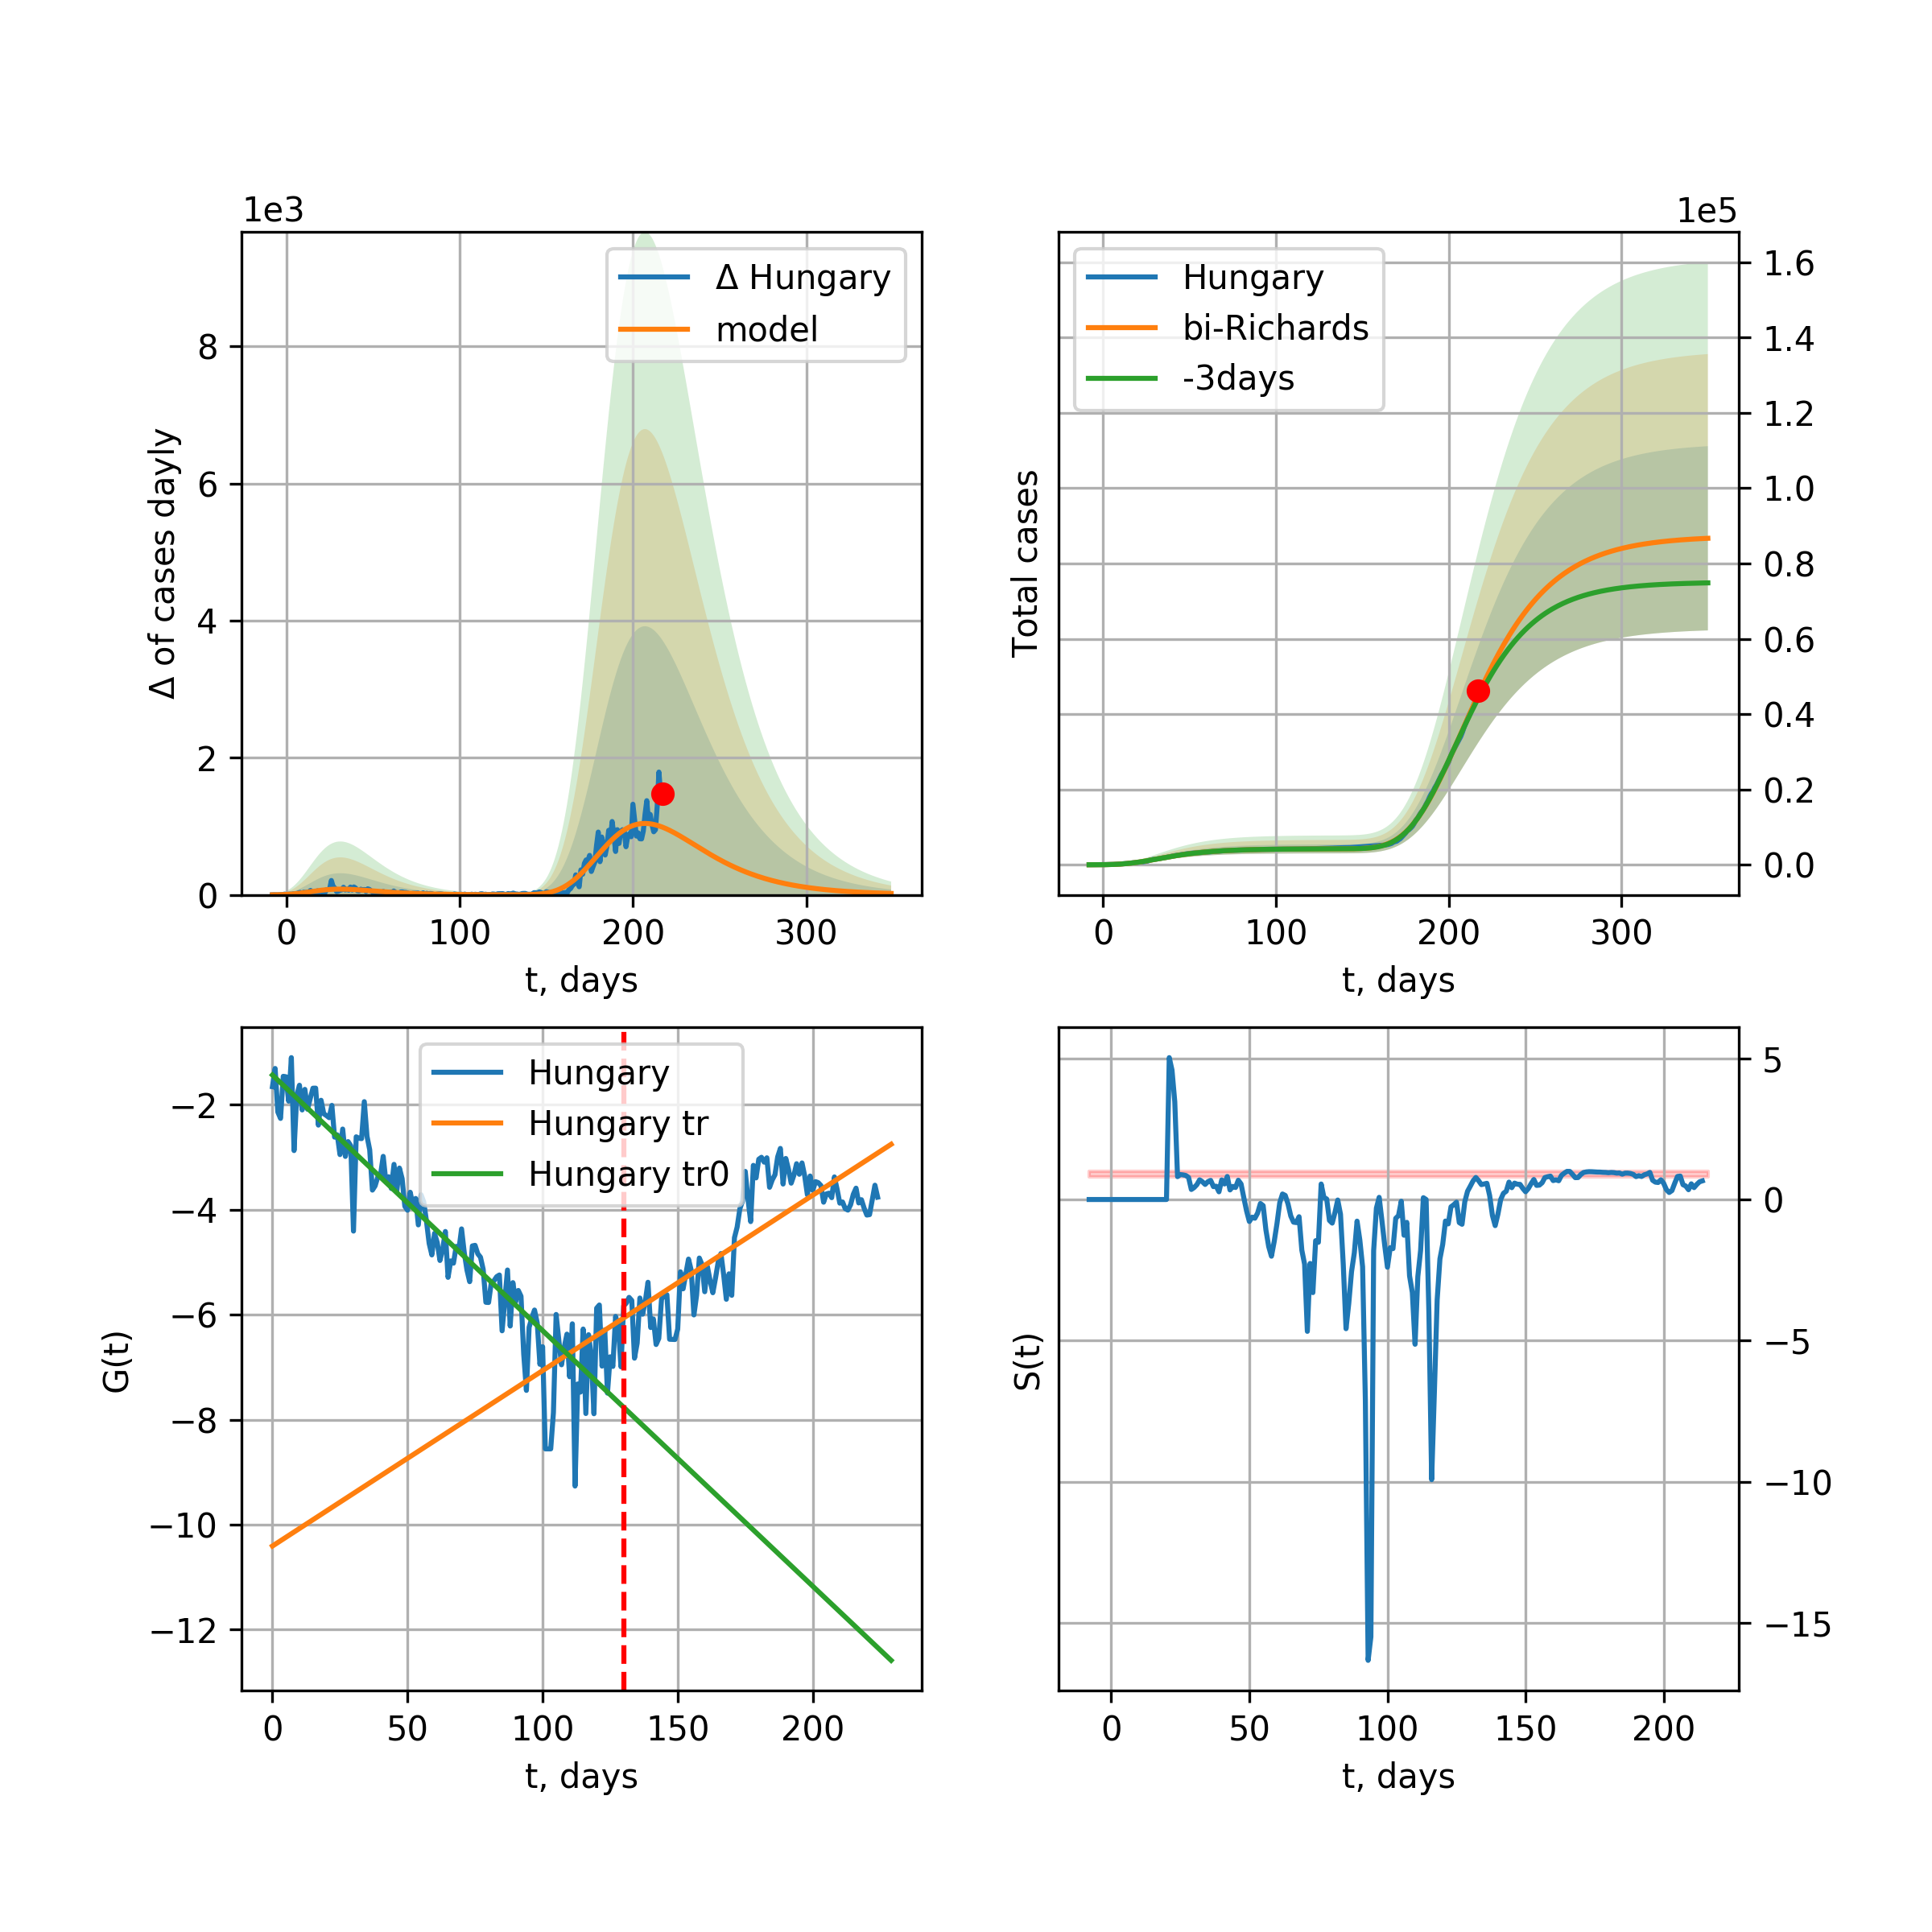 1e3
Δ of cases dayly
8
6
4
2
0
0 100 200 300
t, days
Δ Hungary
model
1e5
Total cases
1.6
1.4
1.2
1.0
0.8
0.6
0.4
0.2
0.0
0 100 200 300
t, days
Hungary
bi-Richards
-3days
G(t)
−2
−4
−6
−8
−10
−12
0 50 100 150 200
t, days
Hungary
Hungary tr
Hungary tr0
S(t)
5
0
−5
−10
−15
0 50 100 150 200
t, days